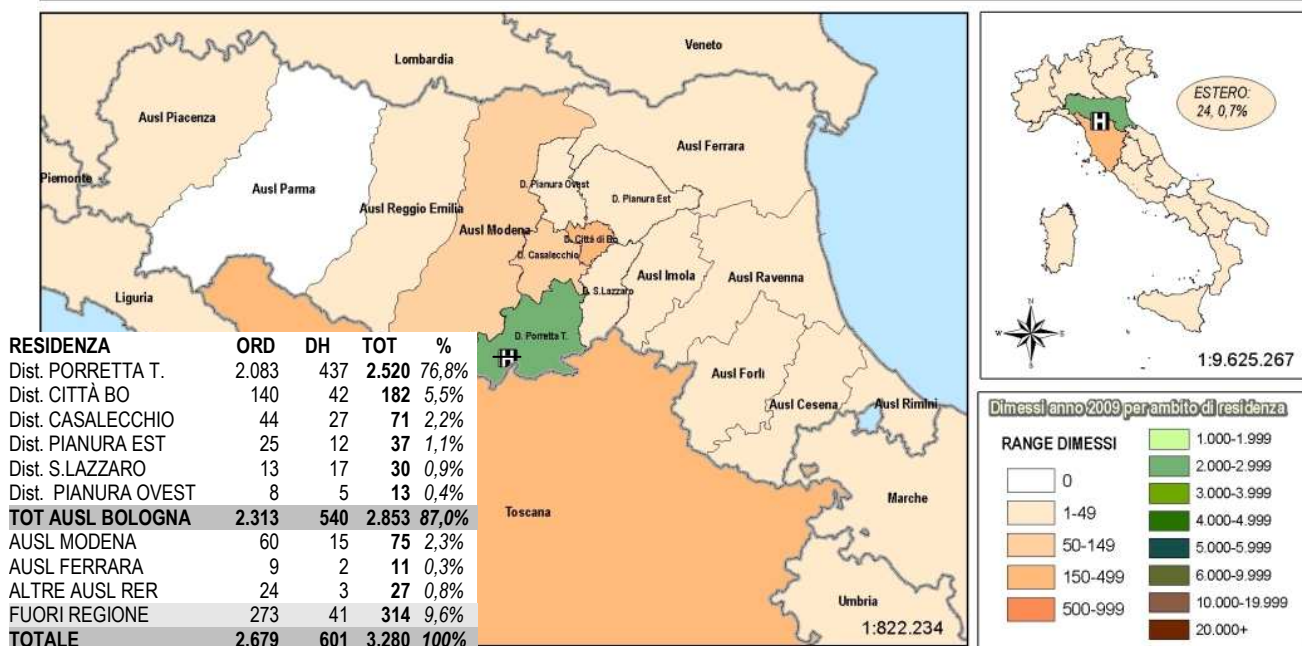 Lombardia
Veneto
Ausl Piacenza
Ausl Ferrara
Piemonte
Ausl Parma
D. Pianura Ovest
D. Pianura Est
Ausl Reggio Emilia
Ausl Modena
D. Città di Bo
D. Casalecchio
Ausl Imola
Ausl Ravenna
D. S.Lazzaro
Liguria
D. Porretta T.
H
Ausl Forlì
Ausl Cesena
Ausl Rimini
Marche
Toscana
Umbria
1:822.234
RESIDENZA ORD DH TOT %
Dist. PORRETTA T. 2.083 437 2.520 76,8%
Dist. CITTÀ BO 140 42 182 5,5%
Dist. CASALECCHIO 44 27 71 2,2%
Dist. PIANURA EST 25 12 37 1,1%
Dist. S.LAZZARO 13 17 30 0,9%
Dist. PIANURA OVEST 8 5 13 0,4%
TOT AUSL BOLOGNA 2.313 540 2.853 87,0%
AUSL MODENA 60 15 75 2,3%
AUSL FERRARA 9 2 11 0,3%
ALTRE AUSL RER 24 3 27 0,8%
FUORI REGIONE 273 41 314 9,6%
TOTALE 2.679 601 3.280 100%
ESTERO:
24, 0,7%
H
N
W E
S
1:9.625.267
Dimessi anno 2009 per ambito di residenza
RANGE DIMESSI
0
1-49
50-149
150-499
500-999
1.000-1.999
2.000-2.999
3.000-3.999
4.000-4.999
5.000-5.999
6.000-9.999
10.000-19.999
20.000+